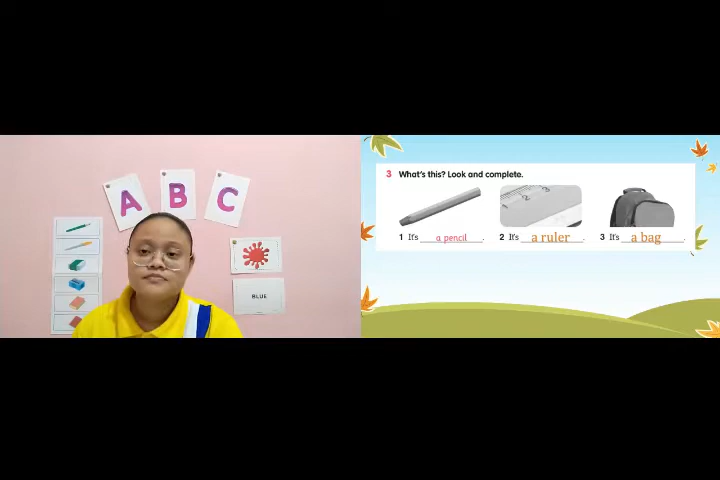 A B C
BLUE
3 What's this? Look and complete.
1 It's a pencil. 2 It's a ruler. 3 It's a bag.